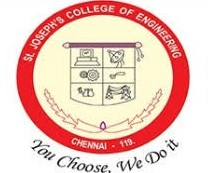 St. JOSEPH'S COLLEGE OF ENGINEERING
CHENNAI - 119.
You Choose, We Do it